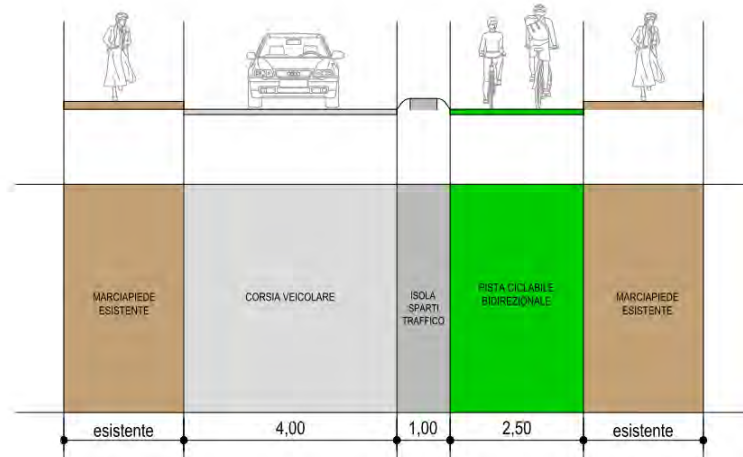 MARCIAPIEDE
ESISTENTE
CORSIA VEICOLARE
ISOLA
SPARTI
TRAFFICO
PISTA CICLABILE
BIDIREZIONALE
MARCIAPIEDE
ESISTENTE
esistente
4,00
1,00
2,50
esistente